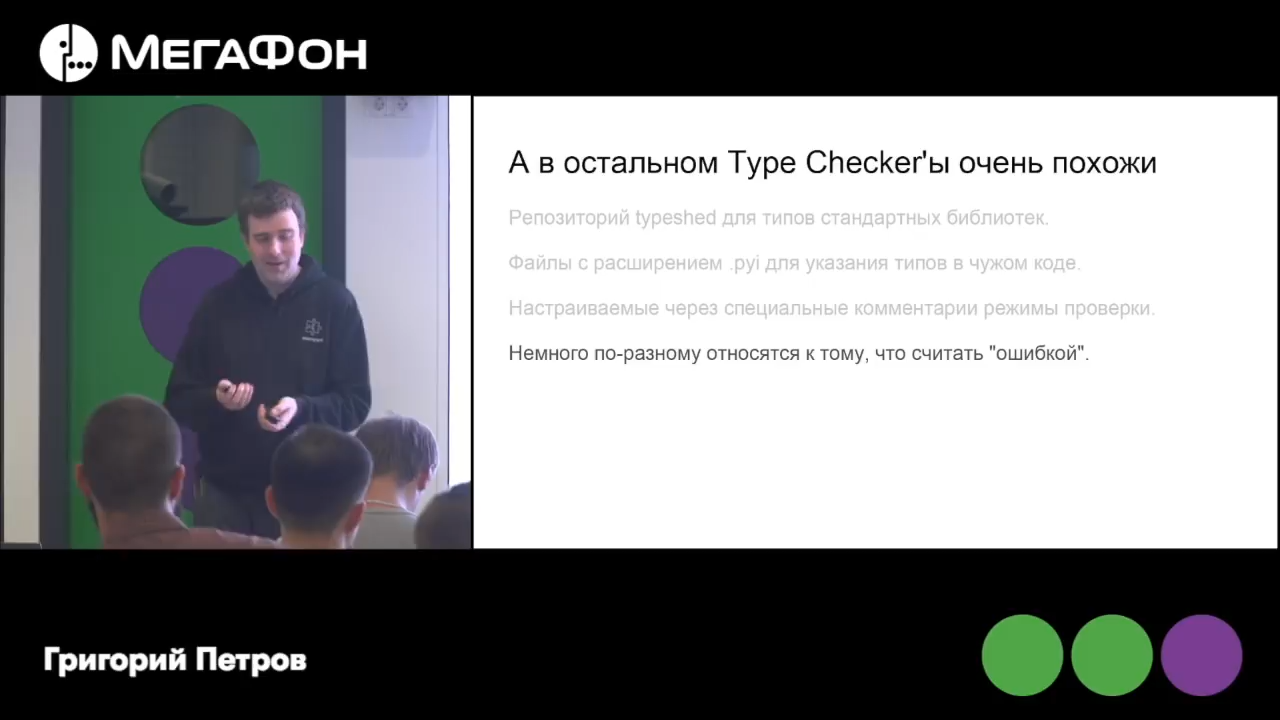 МЕГАФОН
А в остальном Type Checker'ы очень похожи
Репозиторий typeshed для типов стандартных библиотек.
Файлы с расширением .pyi для указания типов в чужом коде.
Настраиваемые через специальные комментарии режимы проверки.
Немного по-разному относятся к тому, что считать "ошибкой".
Григорий Петров